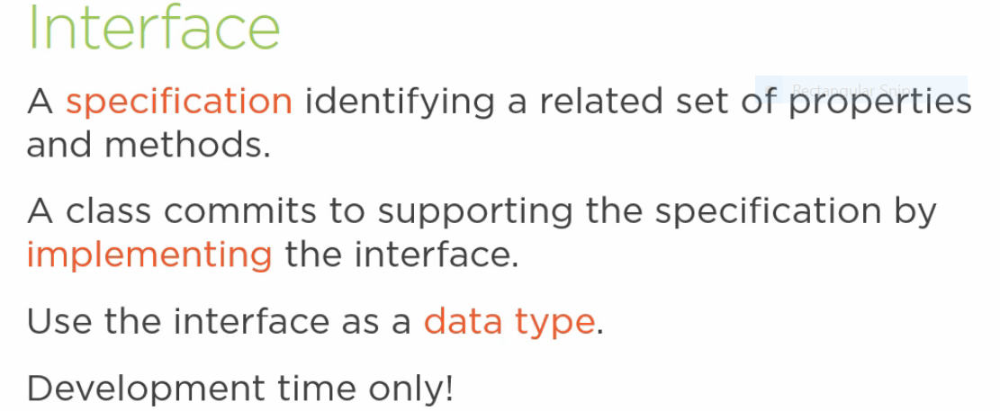 Interface
A specification identifying a related set of properties
and methods.
A class commits to supporting the specification by
implementing the interface.
Use the interface as a data type.
Development time only!
Rectangular Snip